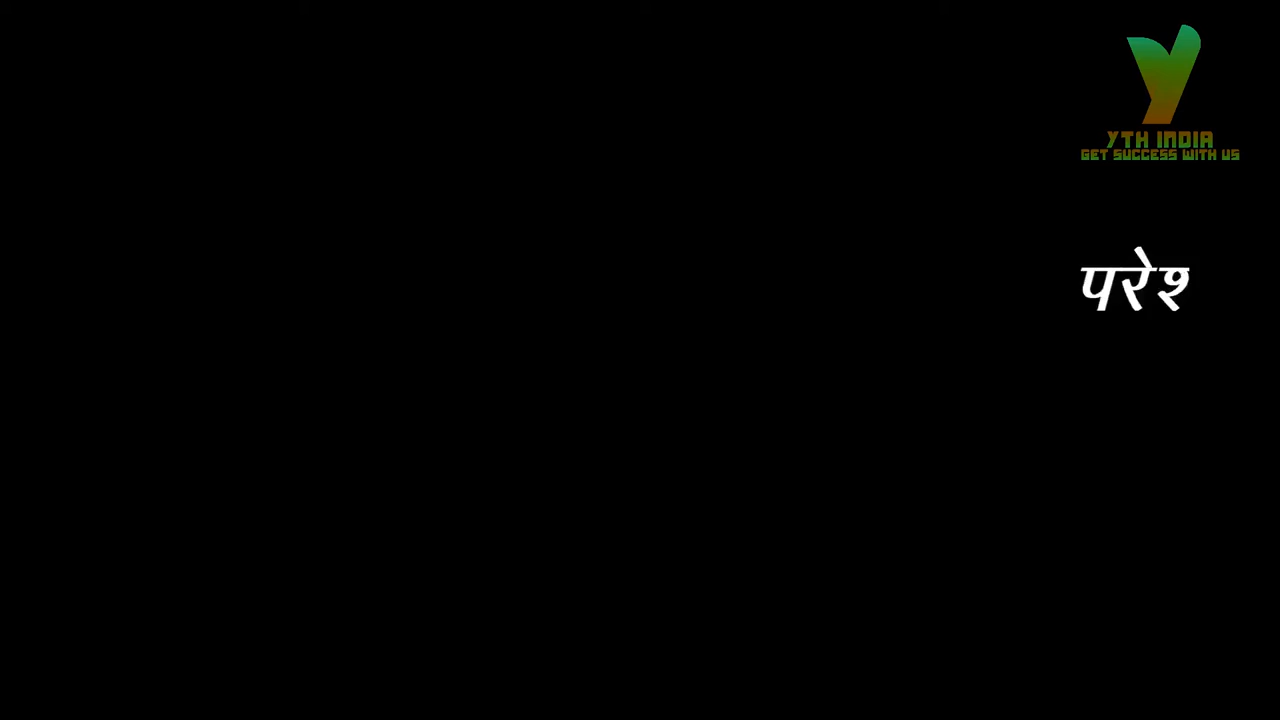 YTH INDIA
GET SUCCESS WITH US
परेश्